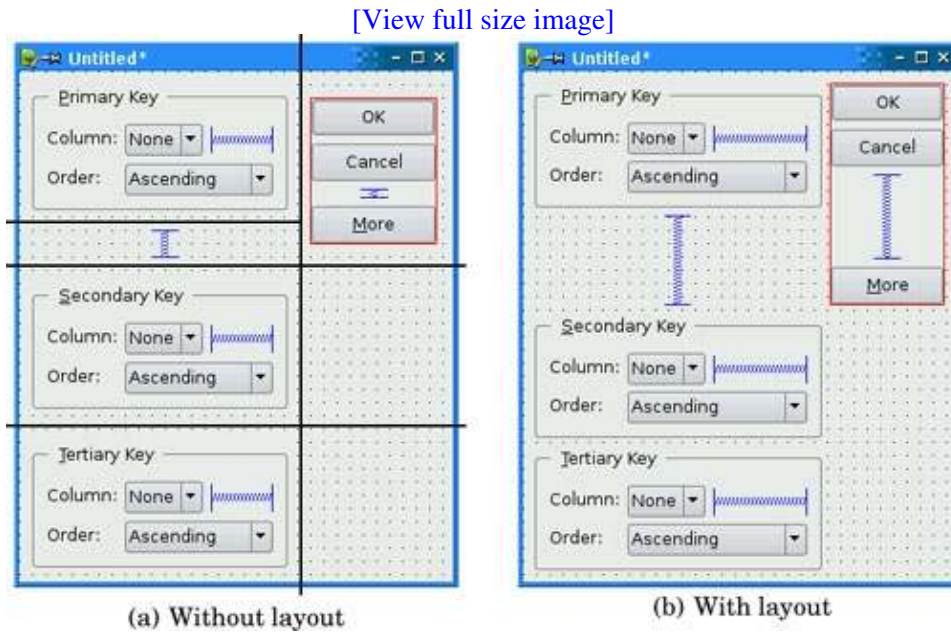 [View full size image]
Untitled*
Primary Key
Column: None
Order: Ascending
OK
Cancel
More
Secondary Key
Column: None
Order: Ascending
Tertiary Key
Column: None
Order: Ascending
(a) Without layout
Untitled*
Primary Key
Column: None
Order: Ascending
OK
Cancel
More
Secondary Key
Column: None
Order: Ascending
Tertiary Key
Column: None
Order: Ascending
(b) With layout